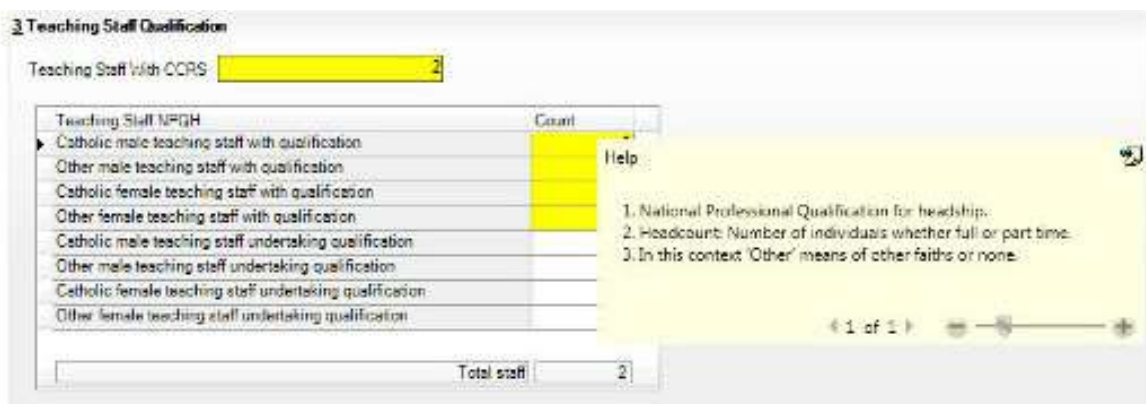 3 Teaching Staff Qualification
Teaching Staff With CCRS 2
Teaching Staff NPQH Count
Catholic male teaching staff with qualification
Other male teaching staff with qualification
Catholic female teaching staff with qualification
Other female teaching staff with qualification
Catholic male teaching staff undertaking qualification
Other male teaching staff undertaking qualification
Catholic female teaching staff undertaking qualification
Other female teaching staff undertaking qualification
Total staff 2
Help
1. National Professional Qualification for headship.
2. Headcount: Number of individuals whether full or part time.
3. In this context 'Other' means of other faiths or none.
1 of 1